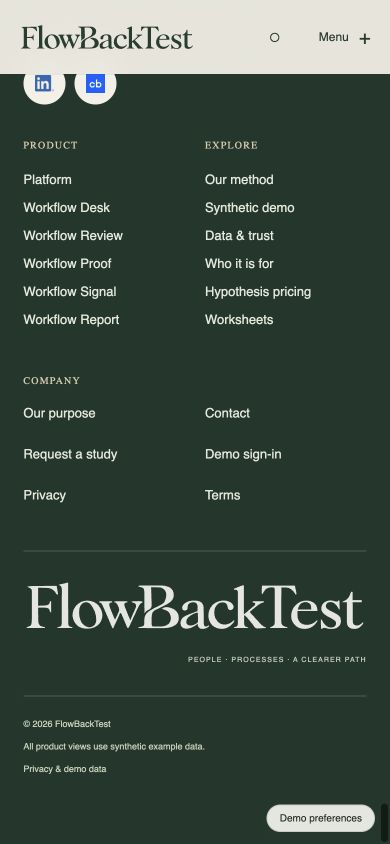 FlowBackTest
Menu +
in
cb
PRODUCT
Platform
Workflow Desk
Workflow Review
Workflow Proof
Workflow Signal
Workflow Report
EXPLORE
Our method
Synthetic demo
Data & trust
Who it is for
Hypothesis pricing
Worksheets
COMPANY
Our purpose
Contact
Request a study
Demo sign-in
Privacy
Terms
FlowBackTest
PEOPLE · PROCESSES · A CLEARER PATH
© 2026 FlowBackTest
All product views use synthetic example data.
Privacy & demo data
Demo preferences